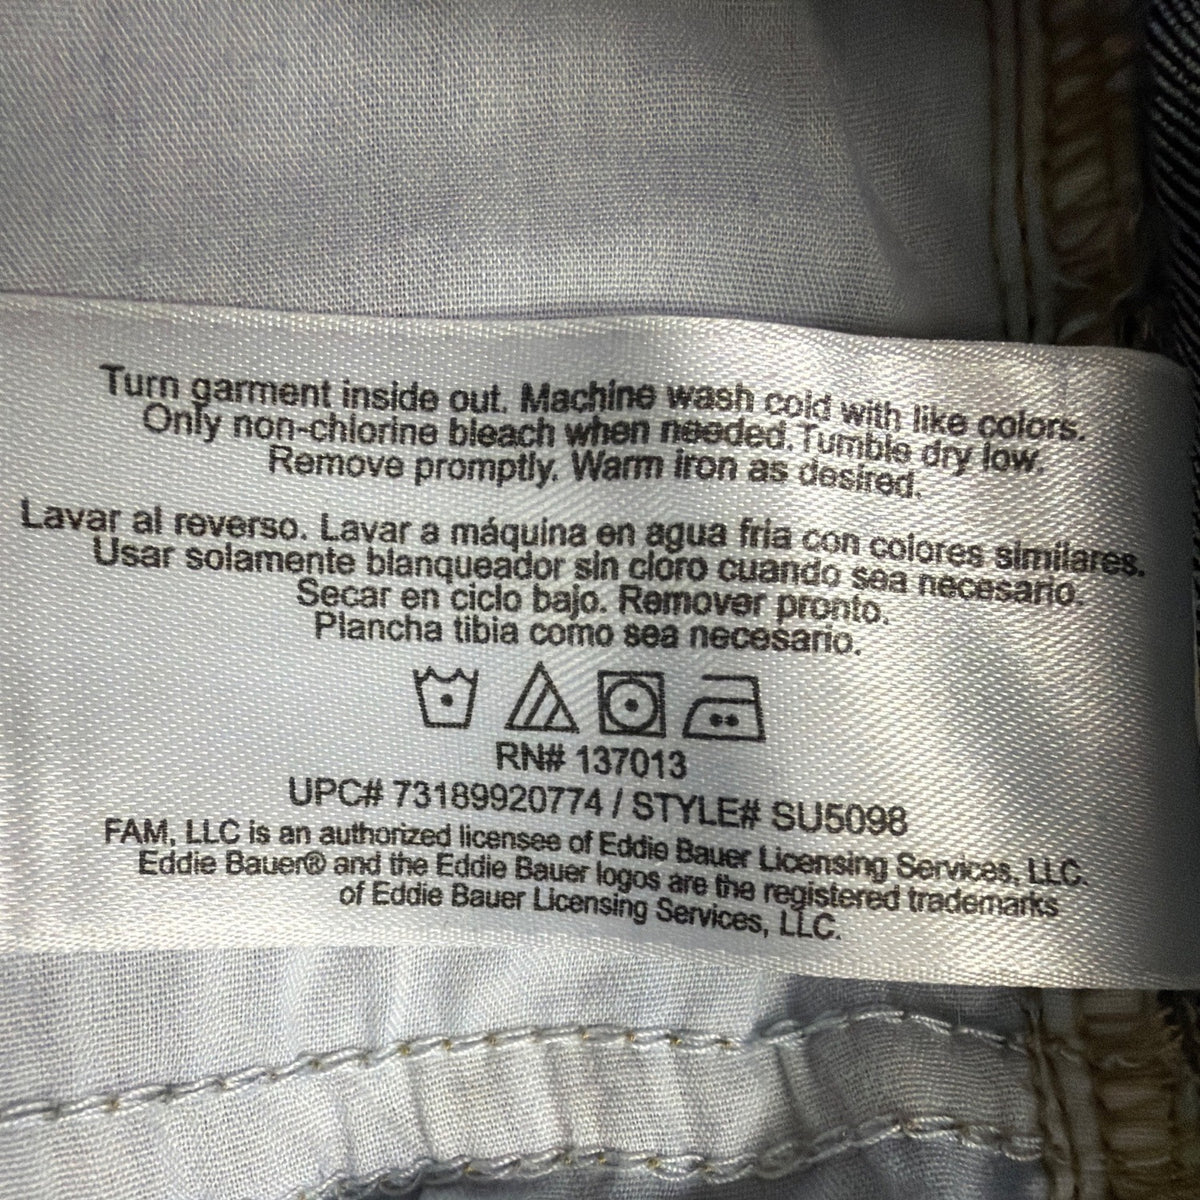 Turn garment inside out. Machine wash cold with like colors.
Only non-chlorine bleach when needed. Tumble dry low.
Remove promptly. Warm iron as desired.
Lavar al reverso. Lavar a máquina en agua fria con colores similares.
Usar solamente blanqueador sin cloro cuando sea necesario.
Secar en ciclo bajo. Remover pronto.
Plancha tibia como sea necesario.
RN# 137013
UPC# 73189920774 / STYLE# SU5098
FAM, LLC is an authorized licensee of Eddie Bauer Licensing Services, LLC.
Eddie Bauer® and the Eddie Bauer logos are the registered trademarks
of Eddie Bauer Licensing Services, LLC.